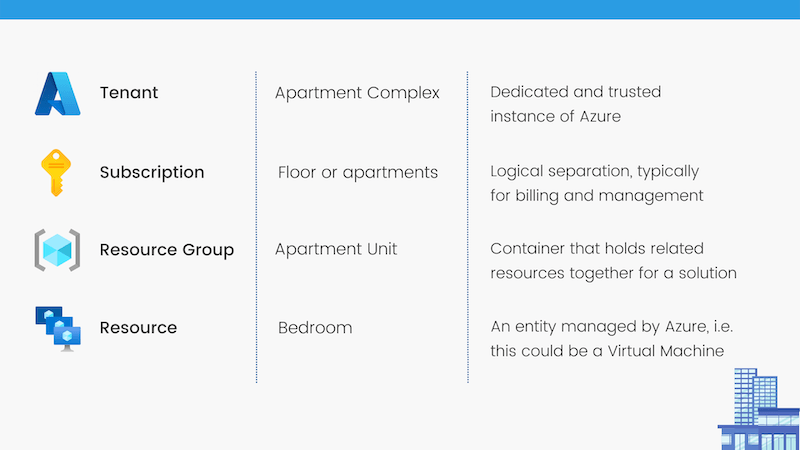 Tenant
Apartment Complex
Dedicated and trusted
instance of Azure
Subscription
Floor or apartments
Logical separation, typically
for billing and management
Resource Group
Apartment Unit
Container that holds related
resources together for a solution
Resource
Bedroom
An entity managed by Azure, i.e.
this could be a Virtual Machine